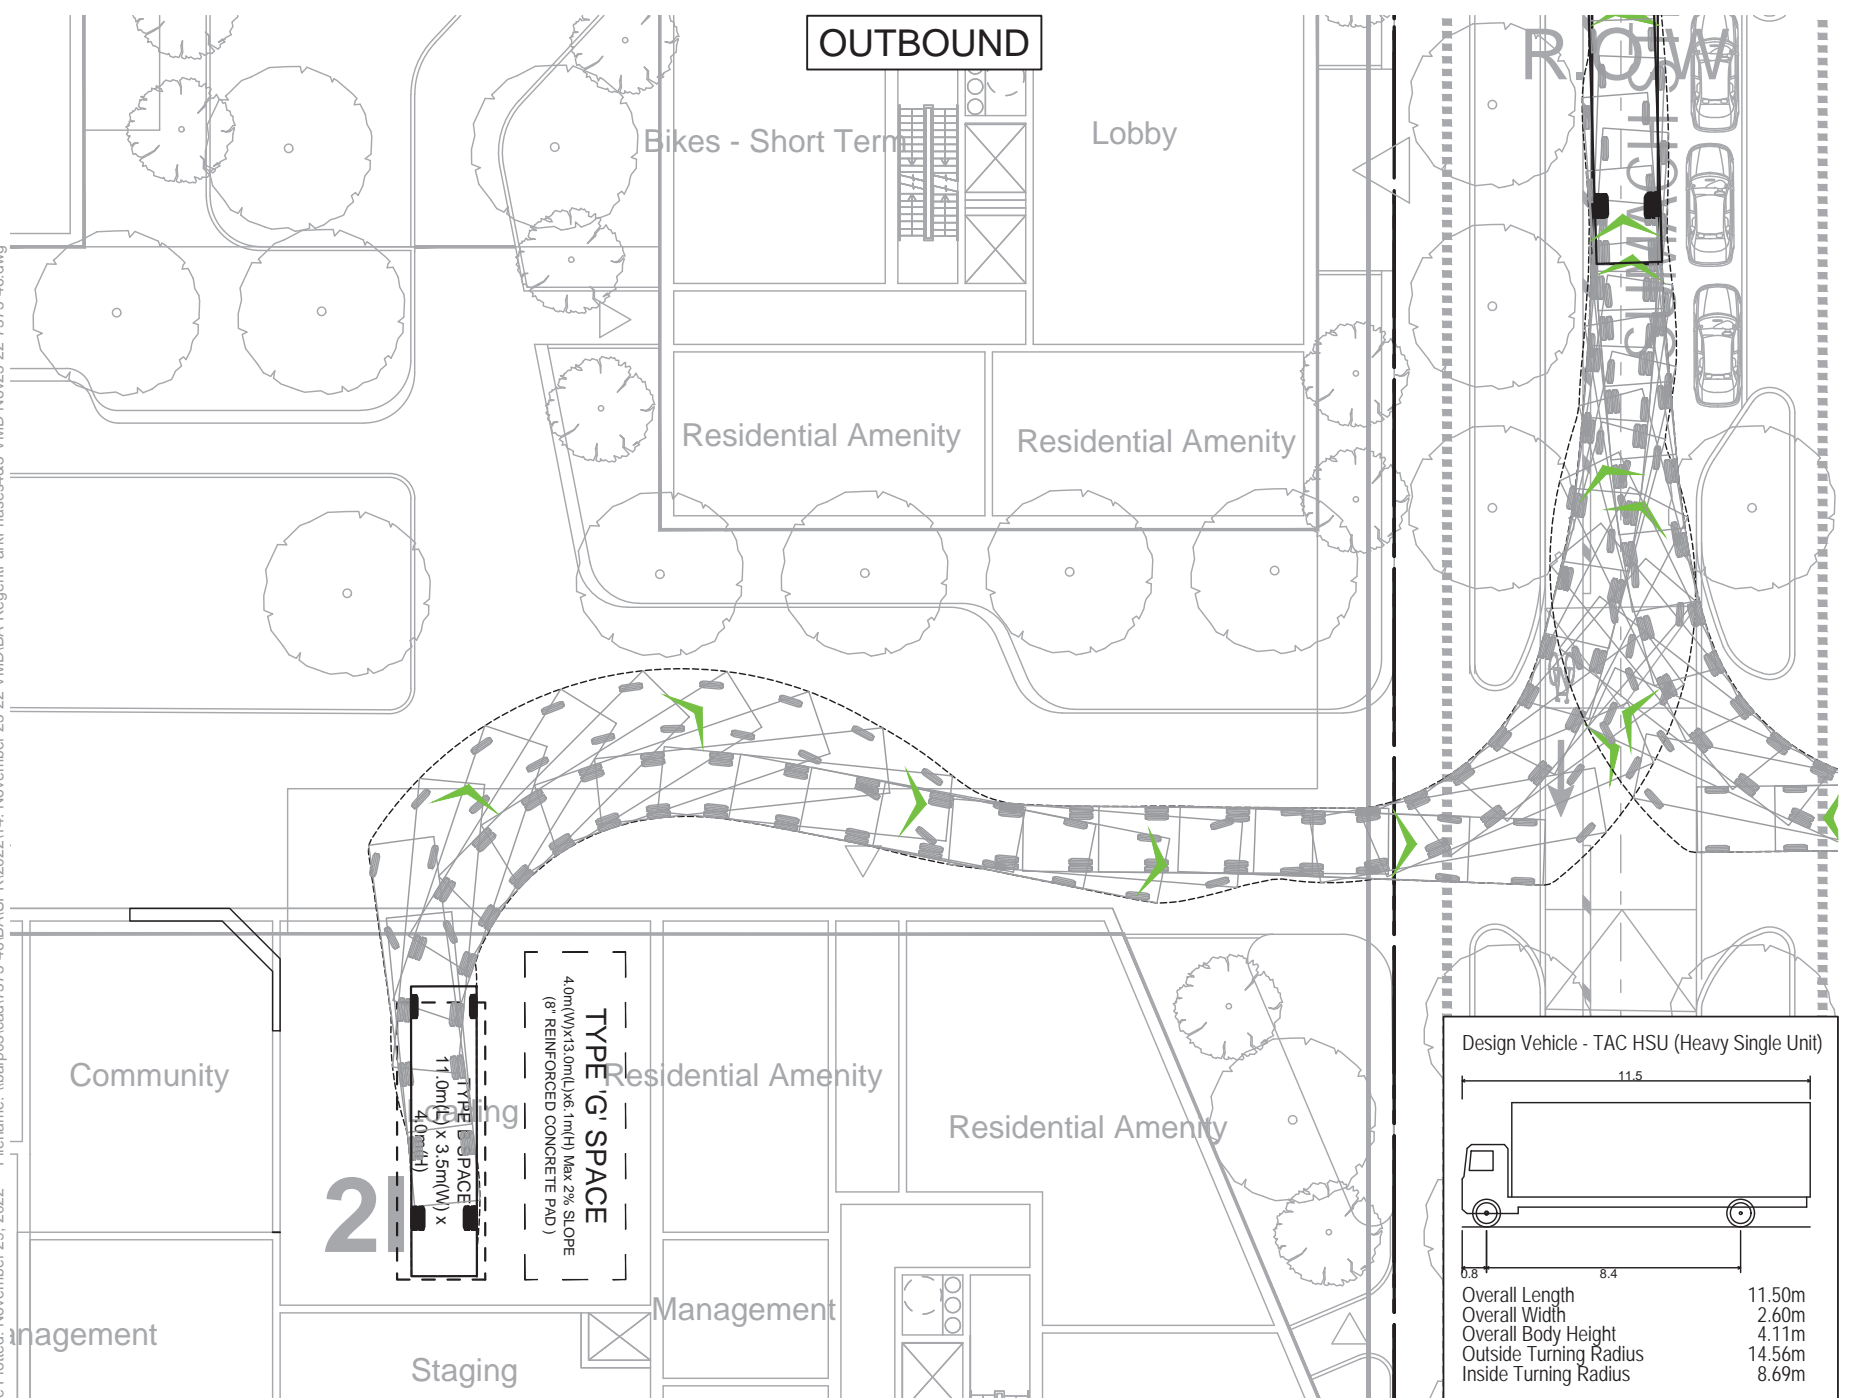 OUTBOUND
R.O.W
Bikes - Short Term
Lobby
Residential Amenity
Residential Amenity
Community
Loading
TYPE 'G' SPACE
4.0m(W)x13.0m(L)x6.1m(H) Max 2% SLOPE
(8" REINFORCED CONCRETE PAD )
SPACE
11.0m(L) x 3.5m(W) x
4.0m(H)
Residential Amenity
Residential Amenity
Management
anagement
Staging
Design Vehicle - TAC HSU (Heavy Single Unit)
11.5
0.8
8.4
Overall Length 11.50m
Overall Width 2.60m
Overall Body Height 4.11m
Outside Turning Radius 14.56m
Inside Turning Radius 8.69m